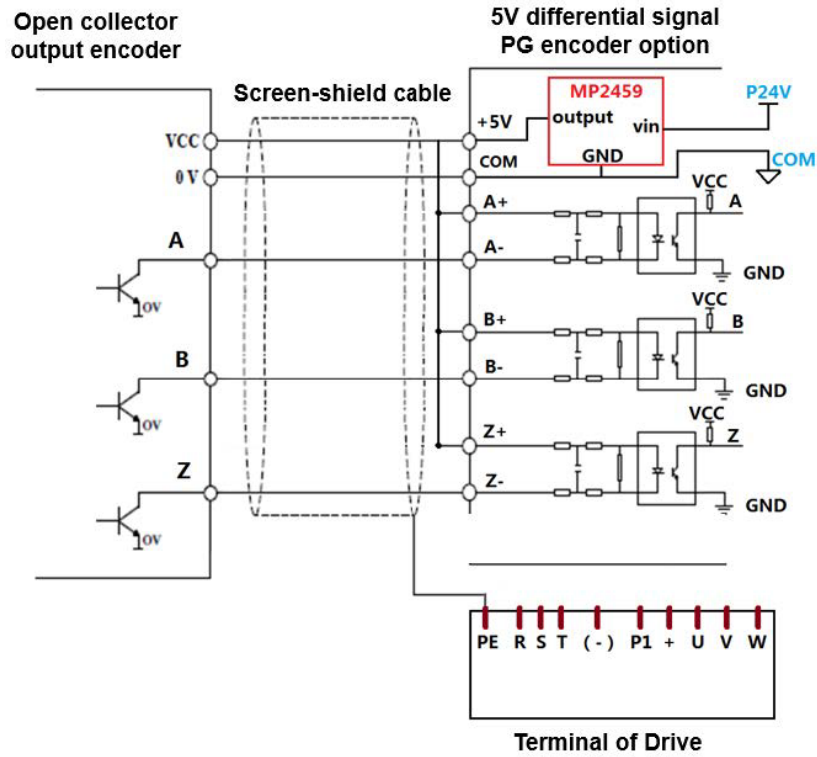 Open collector
output encoder
5V differential signal
PG encoder option
Screen-shield cable
MP2459
P24V
+5V
output
vin
VCC
COM
GND
COM
0 V
VCC
A+
A
A
A-
GND
0V
VCC
B+
B
B
B-
GND
0V
VCC
Z+
Z
Z
Z-
GND
0V
PE R S T ( - ) P1 + U V W
Terminal of Drive